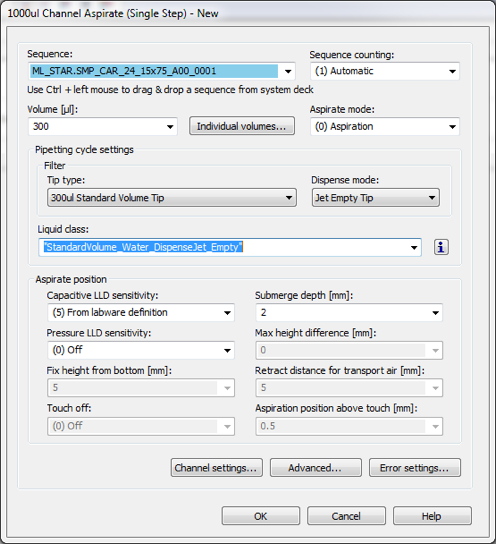 1000ul Channel Aspirate (Single Step) - New
Sequence: Sequence counting:
ML_STAR.SMP_CAR_24_15x75_A00_0001 (1) Automatic
Use Ctrl + left mouse to drag & drop a sequence from system deck
Volume [µl]: Aspirate mode:
300 Individual volumes... (0) Aspiration
Pipetting cycle settings
Filter
Tip type: Dispense mode:
300ul Standard Volume Tip Jet Empty Tip
Liquid class:
"StandardVolume_Water_DispenseJet_Empty"
Aspirate position
Capacitive LLD sensitivity: Submerge depth [mm]:
(5) From labware definition 2
Pressure LLD sensitivity: Max height difference [mm]:
(0) Off 0
Fix height from bottom [mm]: Retract distance for transport air [mm]:
5 5
Touch off: Aspiration position above touch [mm]:
(0) Off 0.5
Channel settings... Advanced... Error settings...
OK Cancel Help